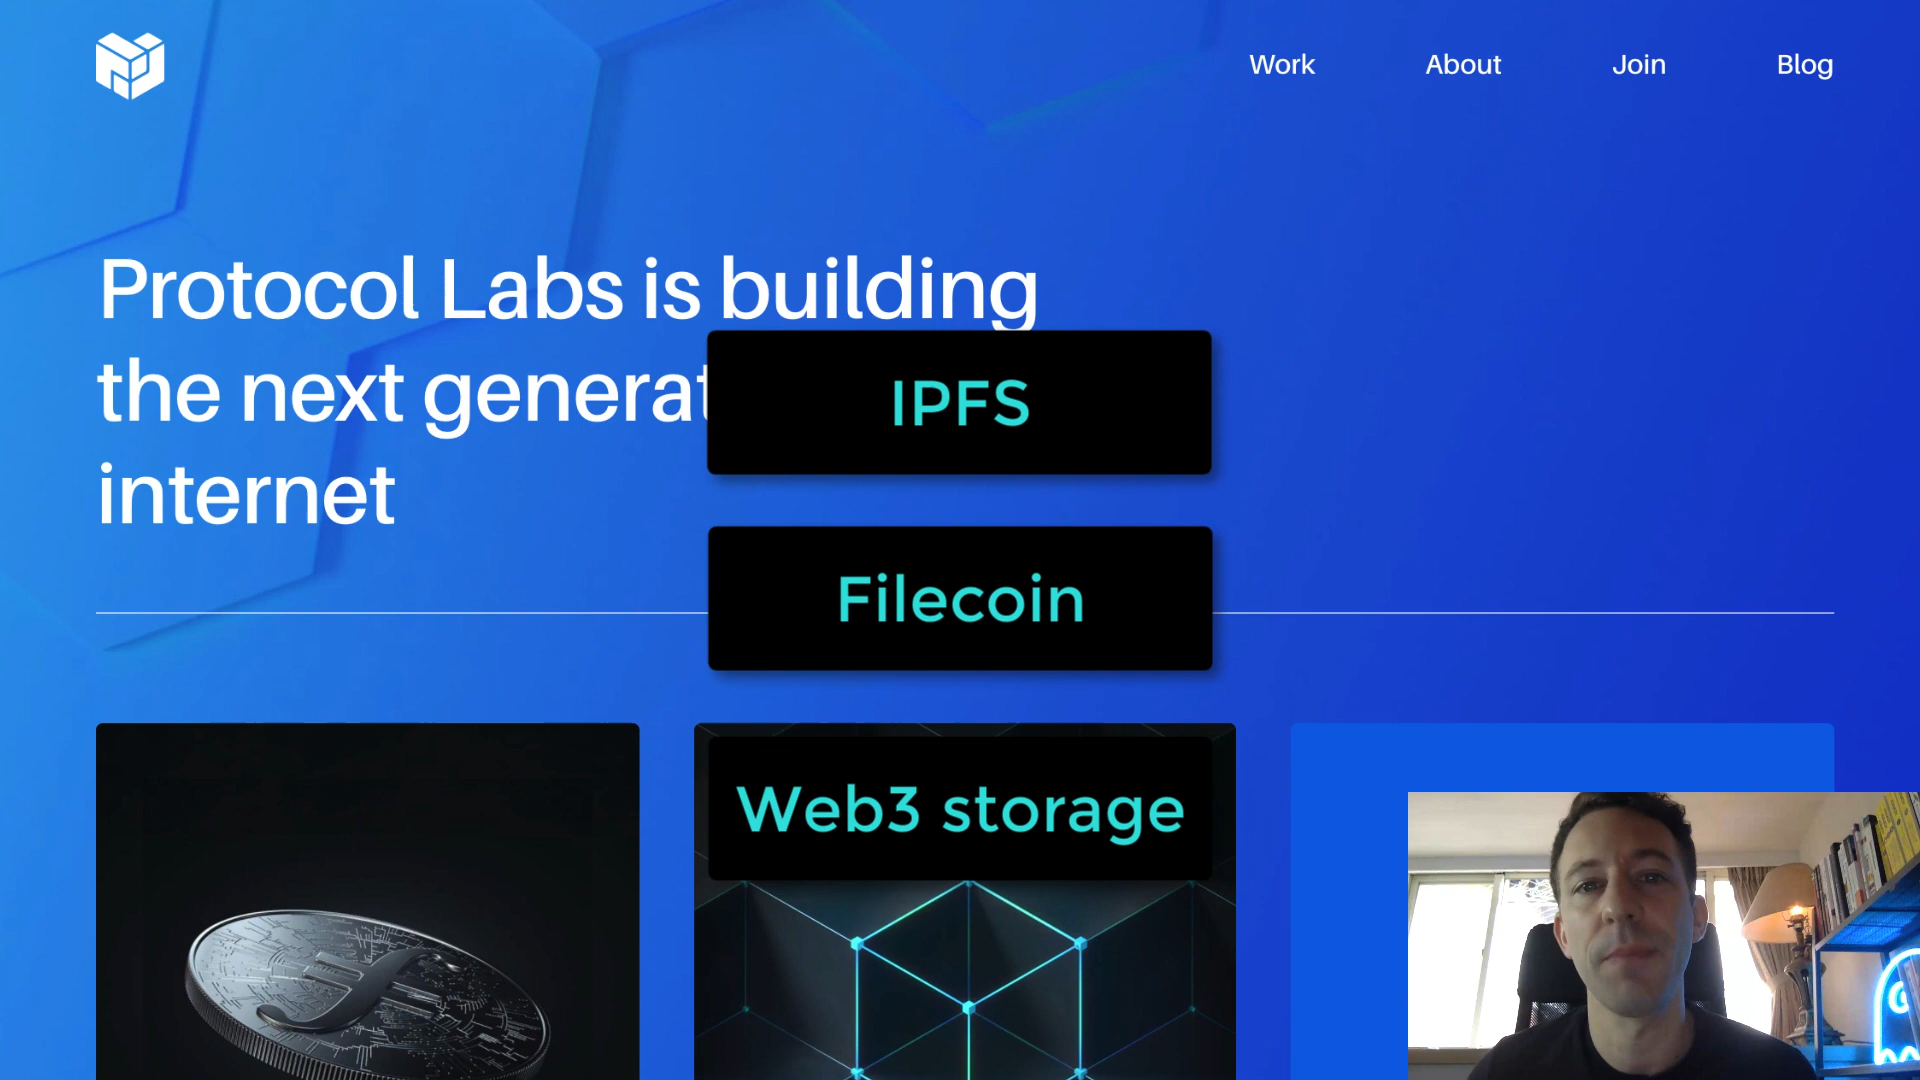 Work About Join Blog
Protocol Labs is building
the next generat
internet
IPFS
Filecoin
Web3 storage